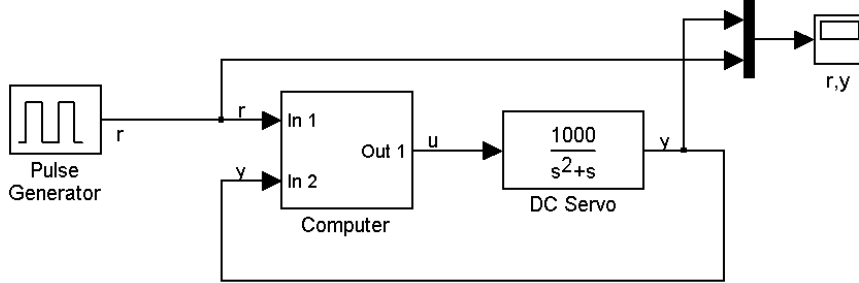 r,y
r
Pulse
Generator
r
y
In 1
In 2
Out 1
Computer
u
1000
s²+s
DC Servo
y